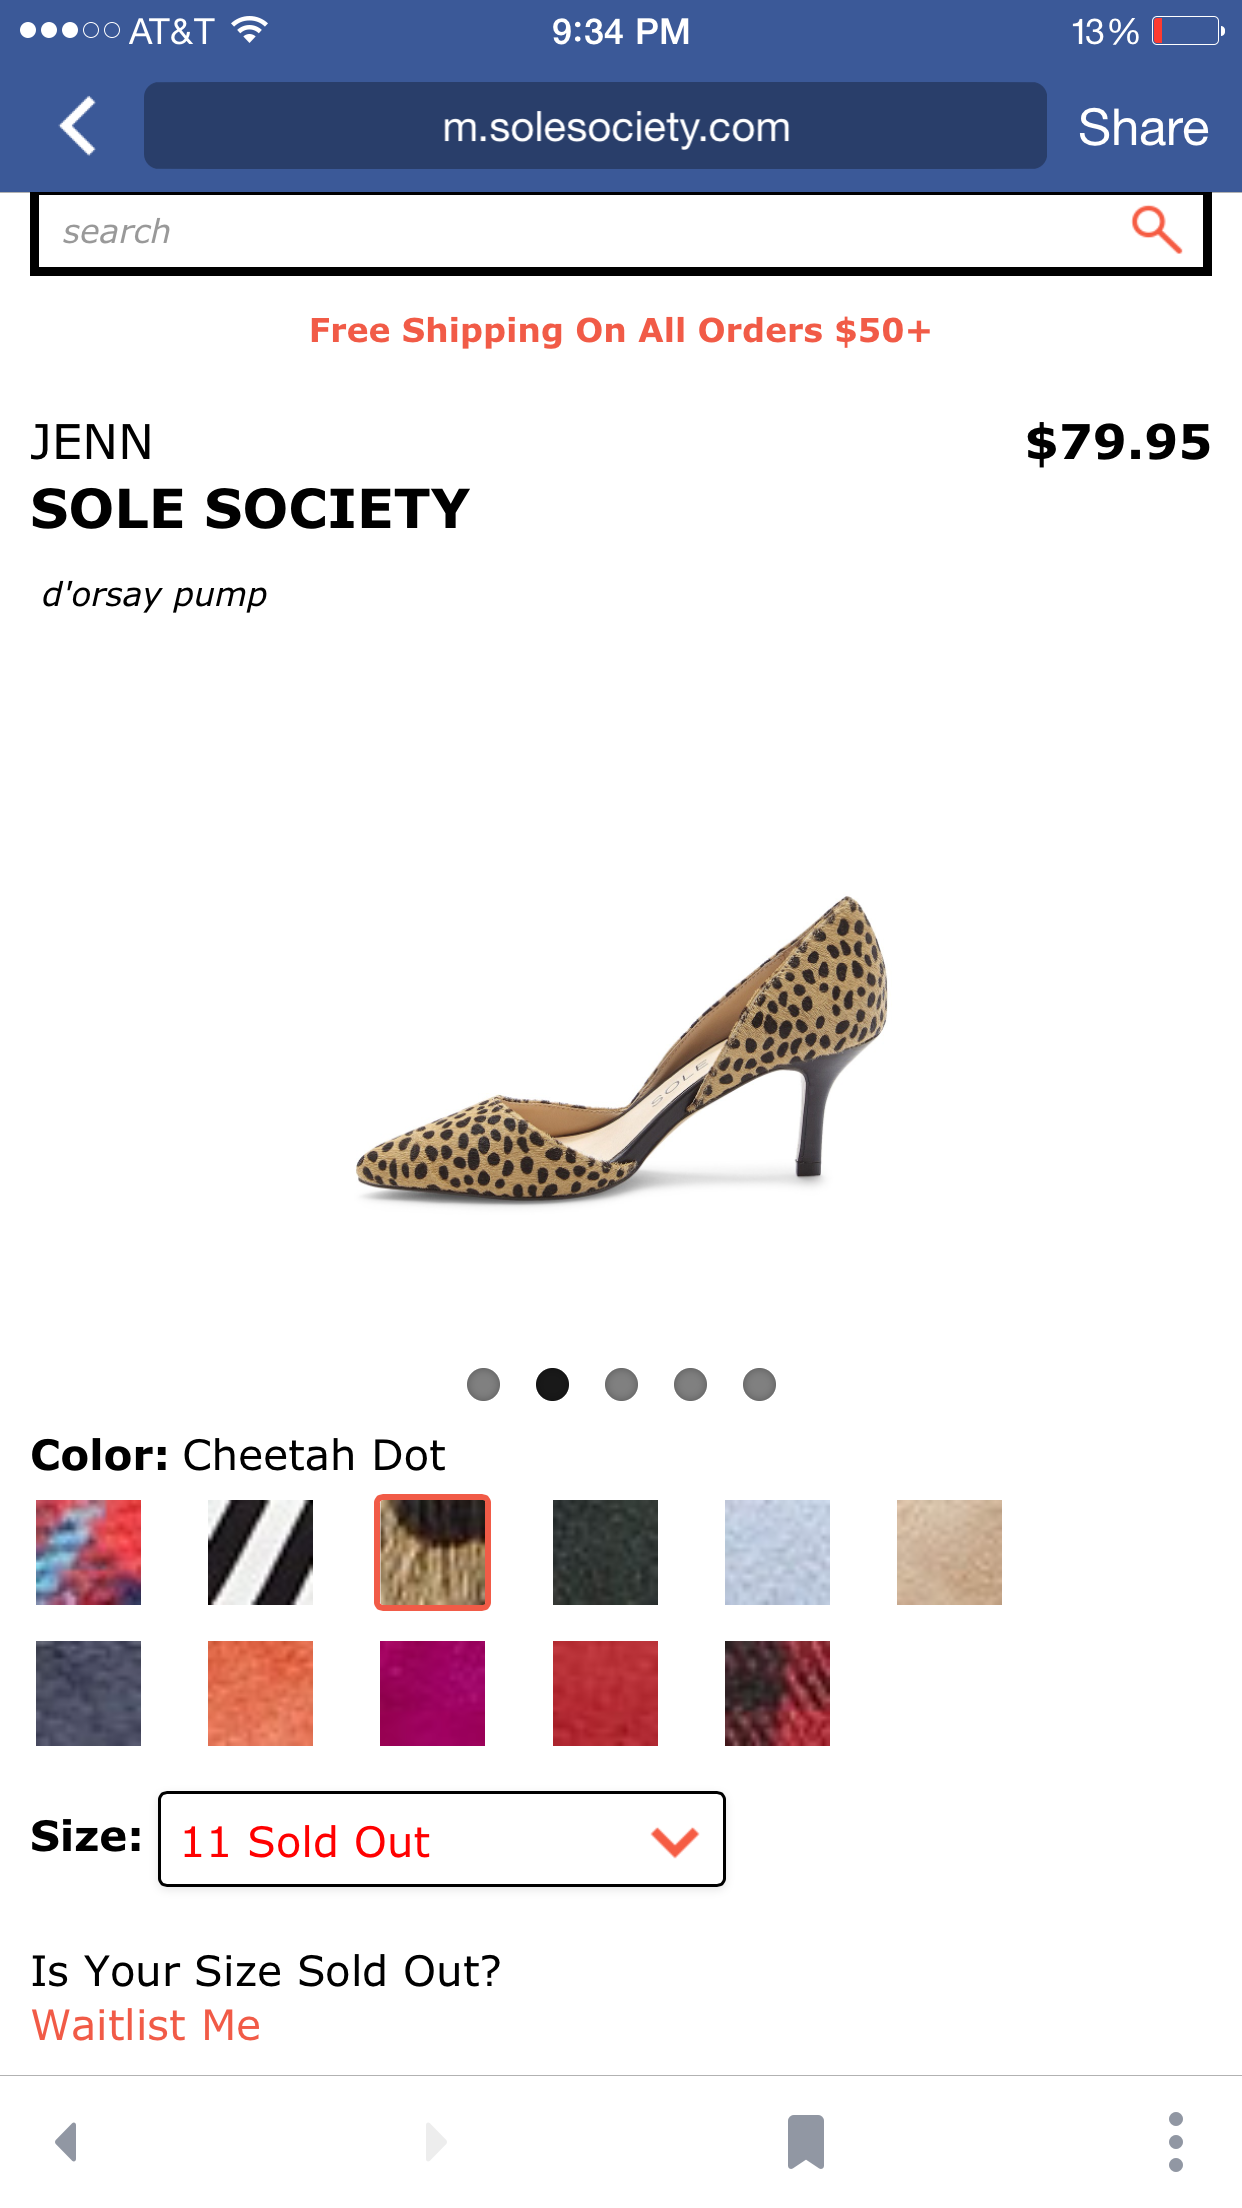 AT&T 9:34 PM 13%
m.solesociety.com Share
search
Free Shipping On All Orders $50+
JENN $79.95
SOLE SOCIETY
d'orsay pump
SOLE
Color: Cheetah Dot
Size: 11 Sold Out
Is Your Size Sold Out?
Waitlist Me